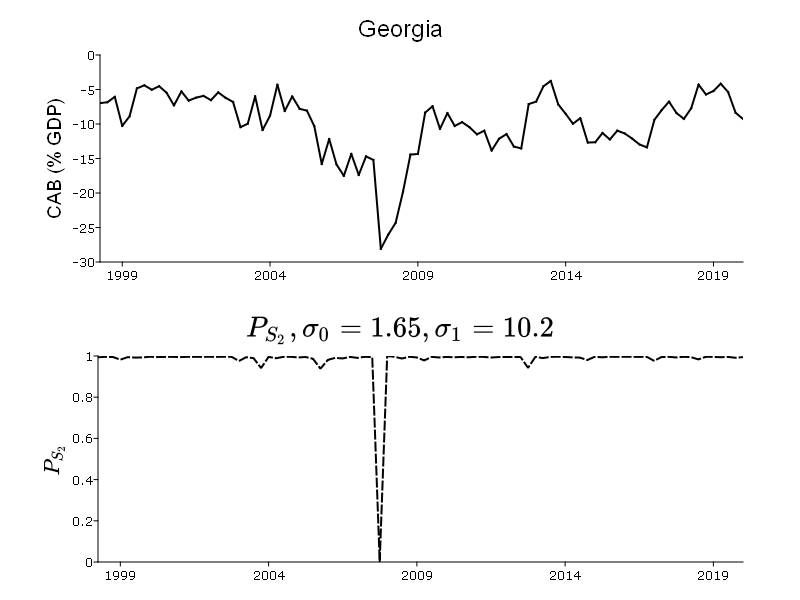 Georgia
CAB (% GDP)
0
−5
−10
−15
−20
−25
−30
1999 2004 2009 2014 2019
P_{S_2}, σ_0 = 1.65, σ_1 = 10.2
P_{S_2}
1
0.8
0.6
0.4
0.2
0
1999 2004 2009 2014 2019